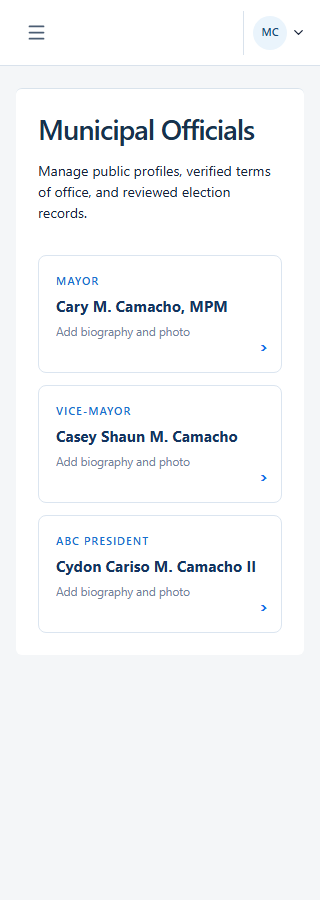 MC
Municipal Officials
Manage public profiles, verified terms
of office, and reviewed election
records.
MAYOR
Cary M. Camacho, MPM
Add biography and photo
VICE-MAYOR
Casey Shaun M. Camacho
Add biography and photo
ABC PRESIDENT
Cydon Cariso M. Camacho II
Add biography and photo